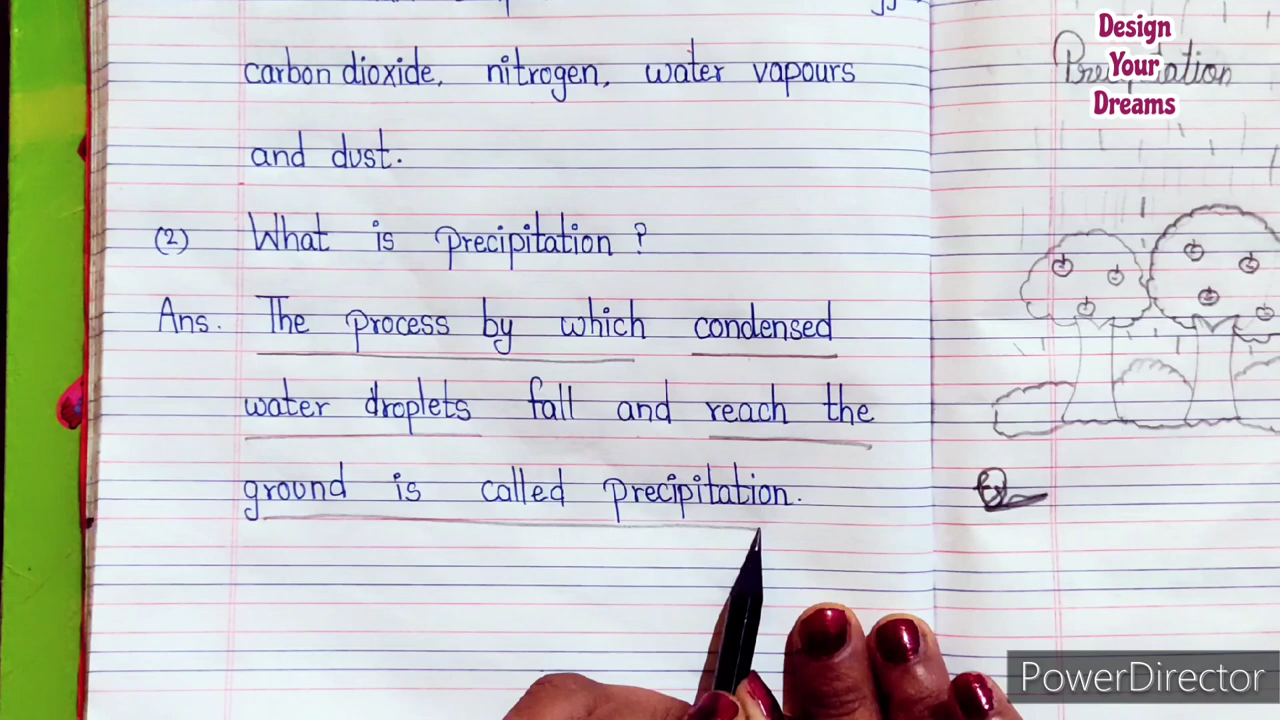 carbon dioxide, nitrogen, water vapours
and dust.
(2) What is precipitation ?
Ans. The process by which condensed
water droplets fall and reach the
ground is called precipitation.
Design
Your
Dreams
PowerDirector